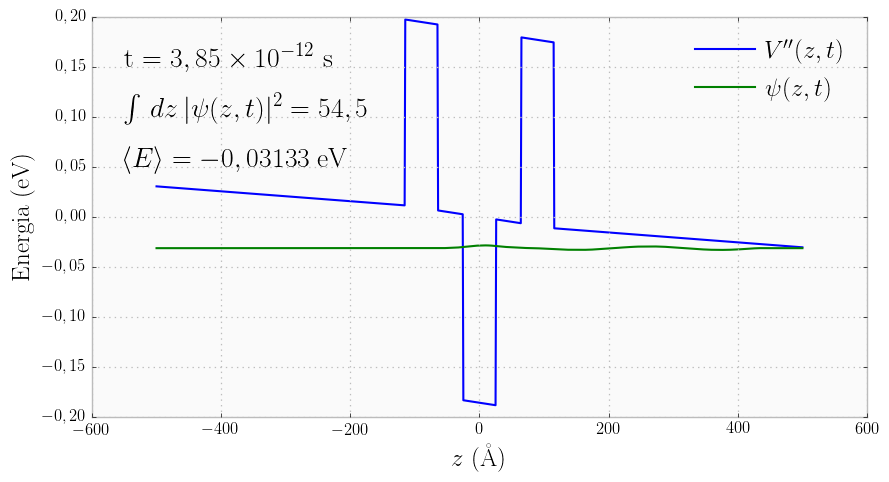 0,20
0,15
0,10
0,05
0,00
−0,05
−0,10
−0,15
−0,20
Energia (eV)
t = 3,85 × 10⁻¹² s
∫ dz |ψ(z, t)|² = 54,5
⟨E⟩ = −0,03133 eV
V′′(z, t)
ψ(z, t)
−600 −400 −200 0 200 400 600
z (Å)